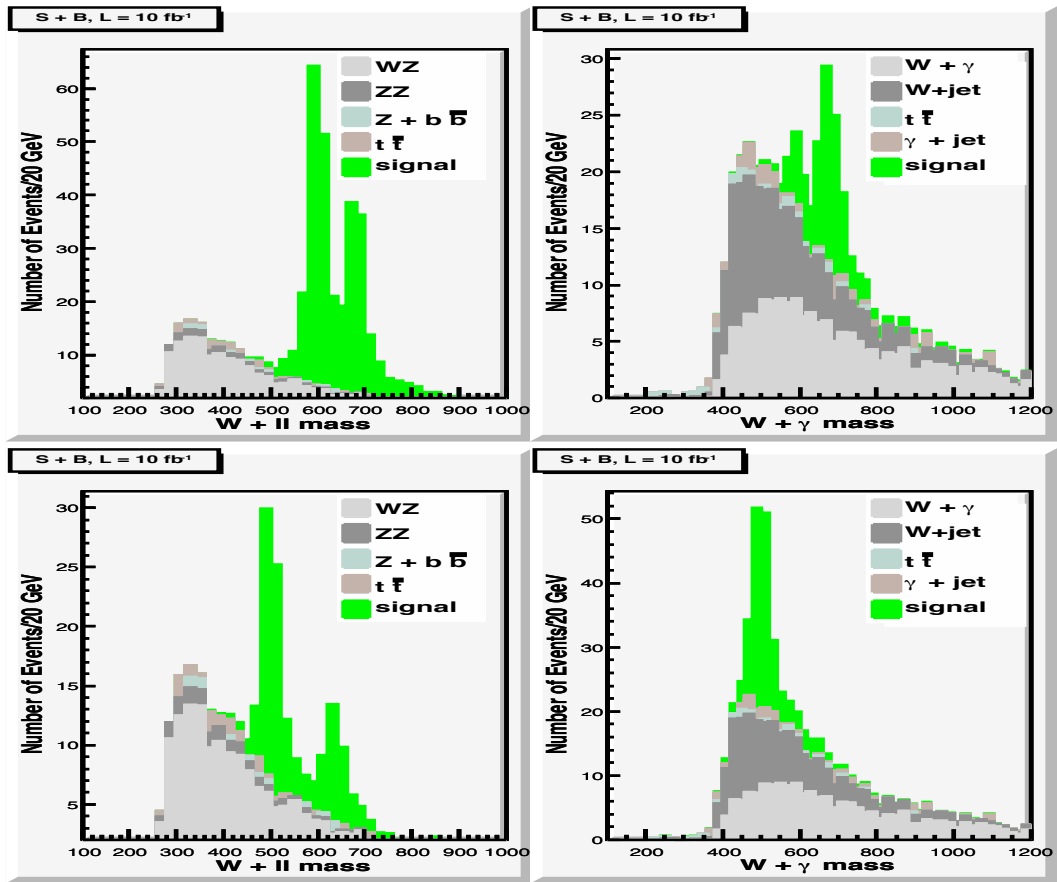 S + B, L = 10 fb-1
Number of Events/20 GeV
60
50
40
30
20
10
WZ
ZZ
Z + b b̅
t t̅
signal
100 200 300 400 500 600 700 800 900 1000
W + ll mass
S + B, L = 10 fb-1
Number of Events/20 GeV
30
25
20
15
10
5
0
W + γ
W+jet
t t̅
γ + jet
signal
200 400 600 800 1000 1200
W + γ mass
S + B, L = 10 fb-1
Number of Events/20 GeV
30
25
20
15
10
5
WZ
ZZ
Z + b b̅
t t̅
signal
100 200 300 400 500 600 700 800 900 1000
W + ll mass
S + B, L = 10 fb-1
Number of Events/20 GeV
50
40
30
20
10
0
W + γ
W+jet
t t̅
γ + jet
signal
200 400 600 800 1000 1200
W + γ mass